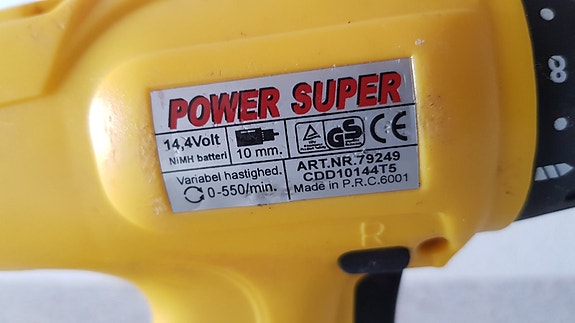 POWER SUPER
14,4Volt
NiMH batteri
10 mm.
GS
CE
Variabel hastighed.
0-550/min.
ART.NR.79249
CDD10144T5
Made in P.R.C.6001
R
8